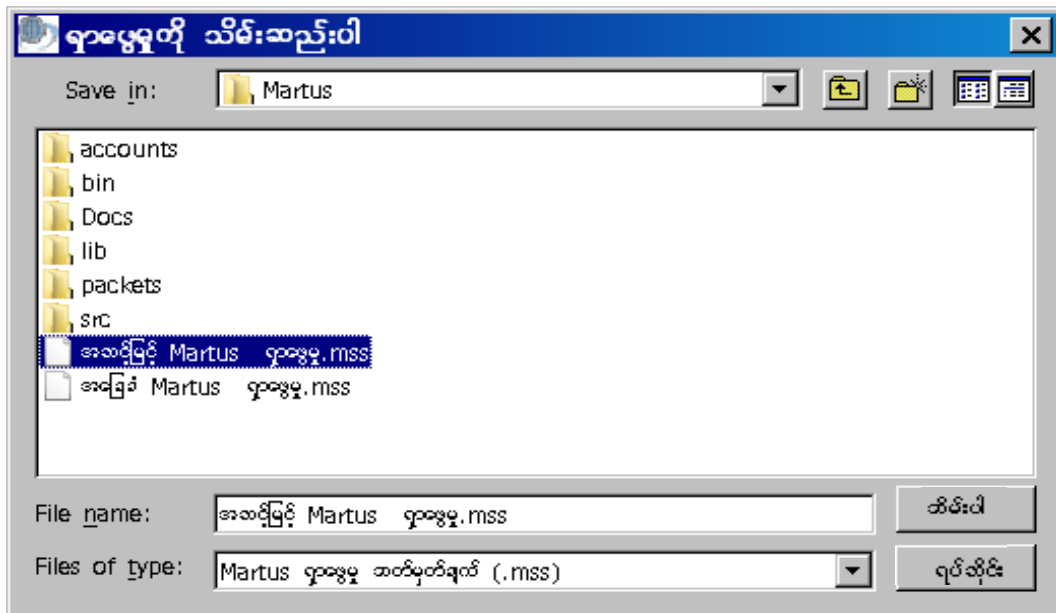 ရှာဖွေမှုကို သိမ်းဆည်းပါ
Save in: Martus
accounts
bin
Docs
lib
packets
src
အဆင့်မြင့် Martus ရှာဖွေမှု.mss
အခြေခံ Martus ရှာဖွေမှု.mss
File name: အဆင့်မြင့် Martus ရှာဖွေမှု.mss သိမ်းပါ
Files of type: Martus ရှာဖွေမှု သတ်မှတ်ချက် (.mss) ရပ်ဆိုင်း